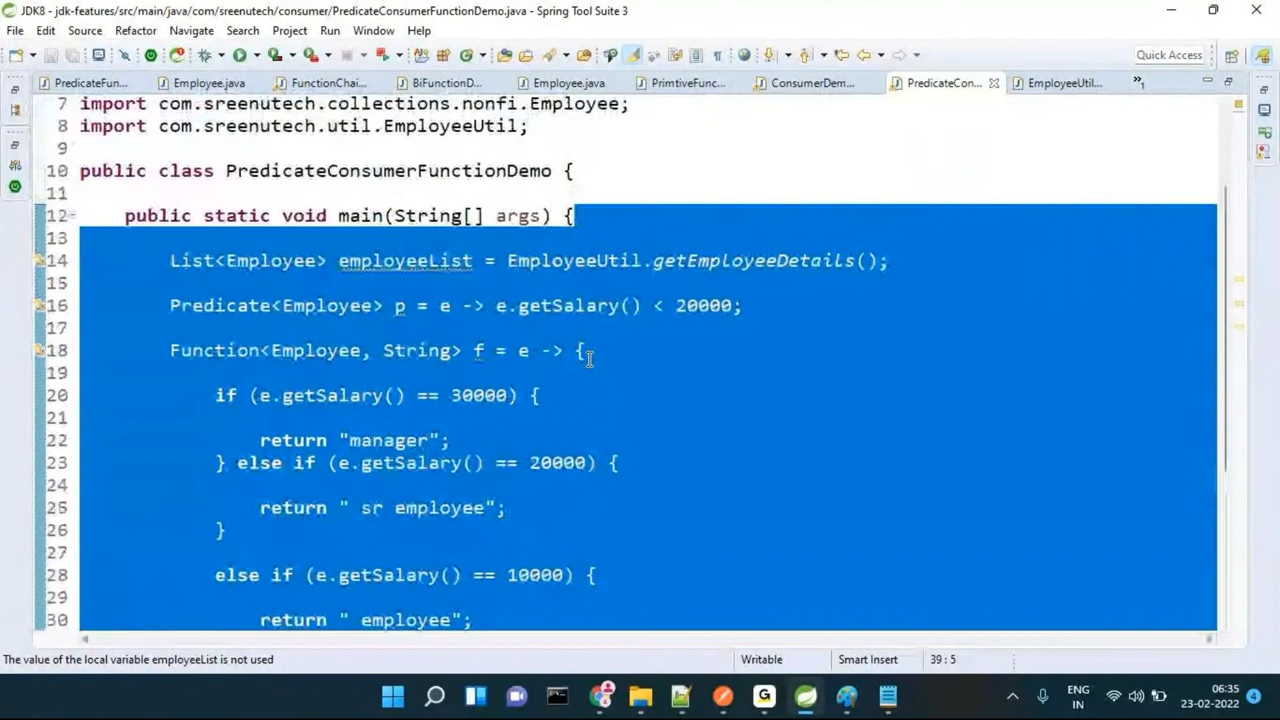 JDK8 - jdk-features/src/main/java/com/sreenutech/consumer/PredicateConsumerFunctionDemo.java - Spring Tool Suite 3
File Edit Source Refactor Navigate Search Project Run Window Help
Quick Access
PredicateFun... Employee.java FunctionChai... BiFunctionD... Employee.java PrimtiveFunc... ConsumerDem... PredicateCon... EmployeeUtil... »1
7 import com.sreenutech.collections.nonfi.Employee;
8 import com.sreenutech.util.EmployeeUtil;
9
10 public class PredicateConsumerFunctionDemo {
11
12 public static void main(String[] args) {
13
14 List<Employee> employeeList = EmployeeUtil.getEmployeeDetails();
15
16 Predicate<Employee> p = e -> e.getSalary() < 20000;
17
18 Function<Employee, String> f = e -> {
19
20 if (e.getSalary() == 30000) {
21
22 return "manager";
23 } else if (e.getSalary() == 20000) {
24
25 return " sr employee";
26 }
27
28 else if (e.getSalary() == 10000) {
29
30 return " employee";
The value of the local variable employeeList is not used Writable Smart Insert 39 : 5
ENG IN 06:35 23-02-2022 4